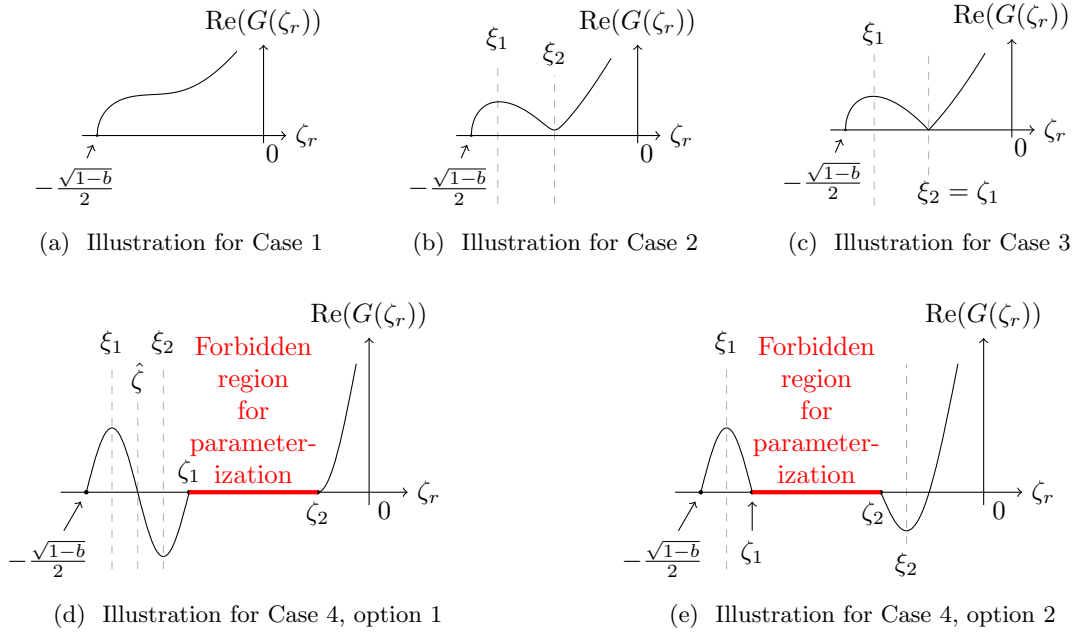 Re(G(ζ_r))
ζ_r
0
−√(1−b)/2
(a) Illustration for Case 1
Re(G(ζ_r))
ξ_1
ξ_2
ζ_r
0
−√(1−b)/2
(b) Illustration for Case 2
Re(G(ζ_r))
ξ_1
ζ_r
0
−√(1−b)/2
ξ_2 = ζ_1
(c) Illustration for Case 3
Re(G(ζ_r))
ξ_1
ζ̂
ξ_2
Forbidden
region
for
parameter-
ization
ζ_1
ζ_2
ζ_r
0
−√(1−b)/2
(d) Illustration for Case 4, option 1
Re(G(ζ_r))
ξ_1
Forbidden
region
for
parameter-
ization
ζ_2
ζ_r
0
−√(1−b)/2
ζ_1
ξ_2
(e) Illustration for Case 4, option 2